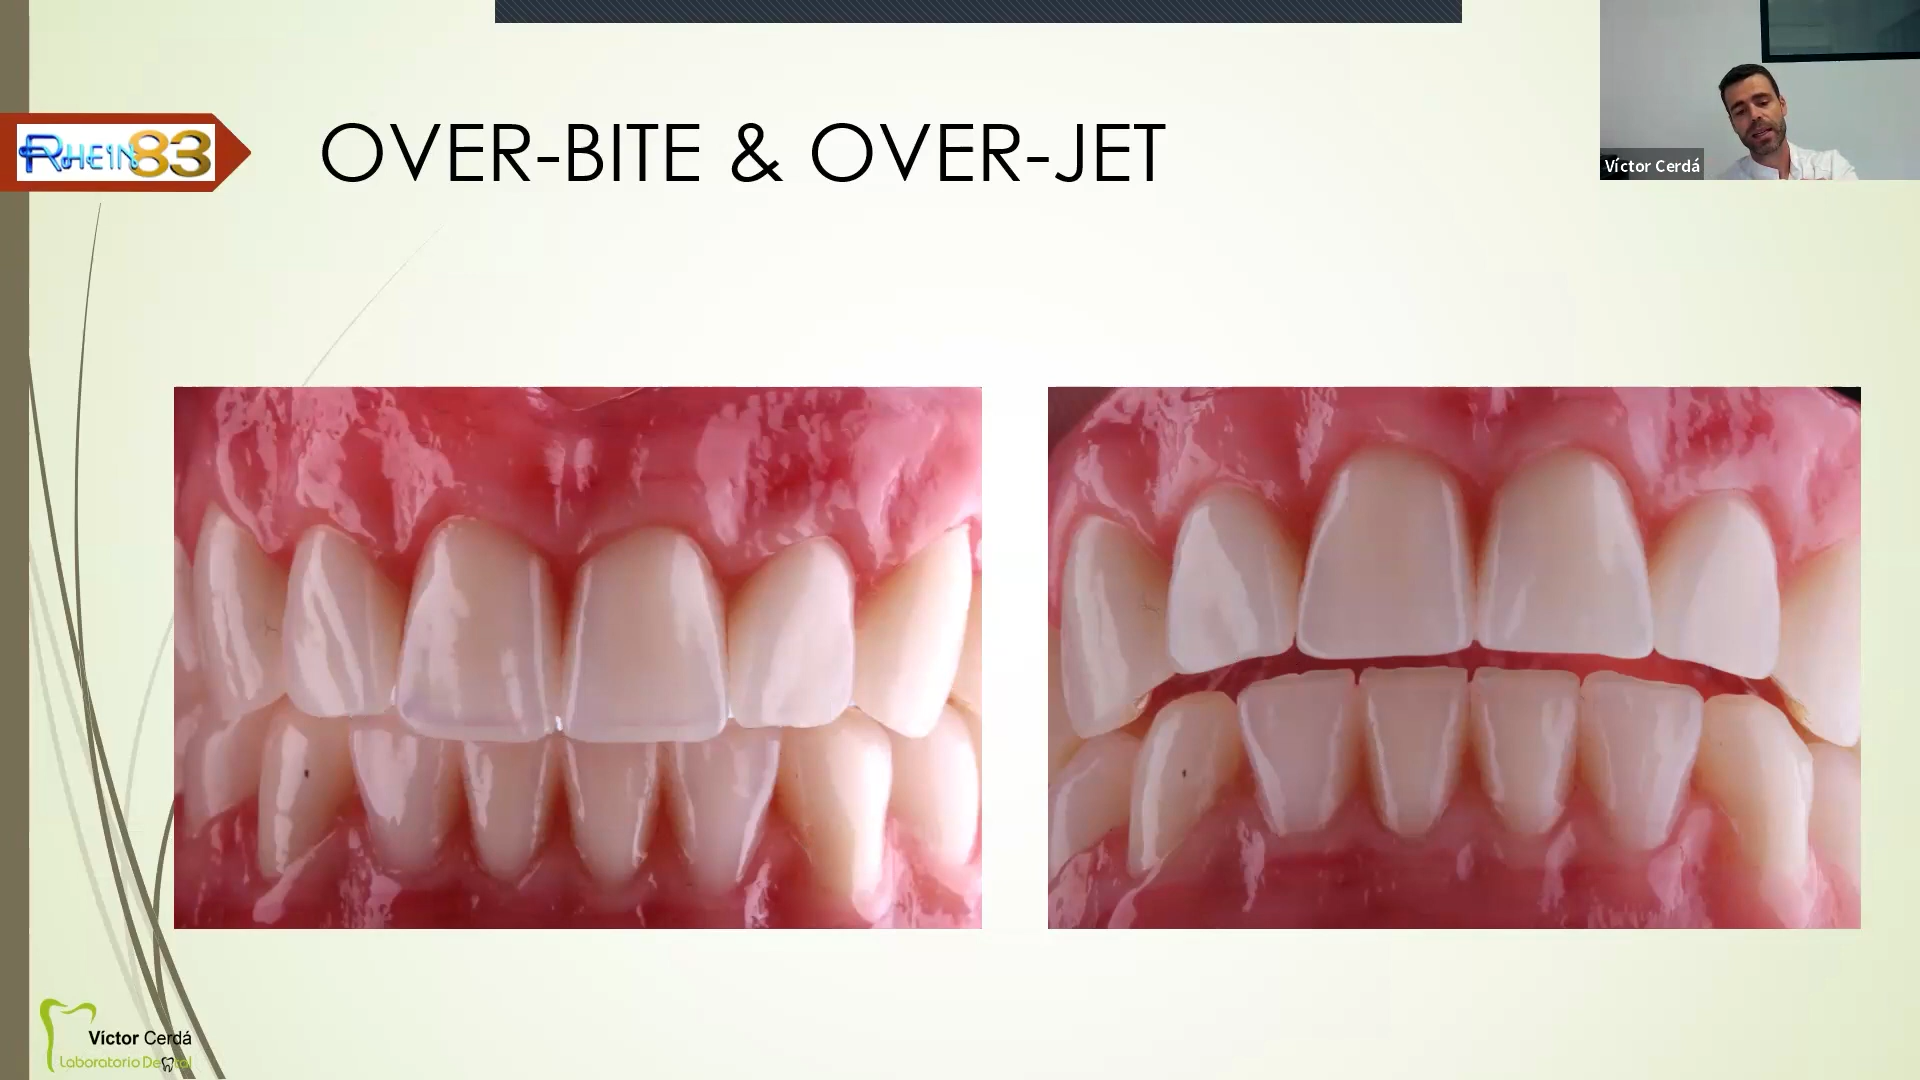 RHEIN83
OVER-BITE & OVER-JET
Víctor Cerdá
Víctor Cerdá
Laboratorio Dental